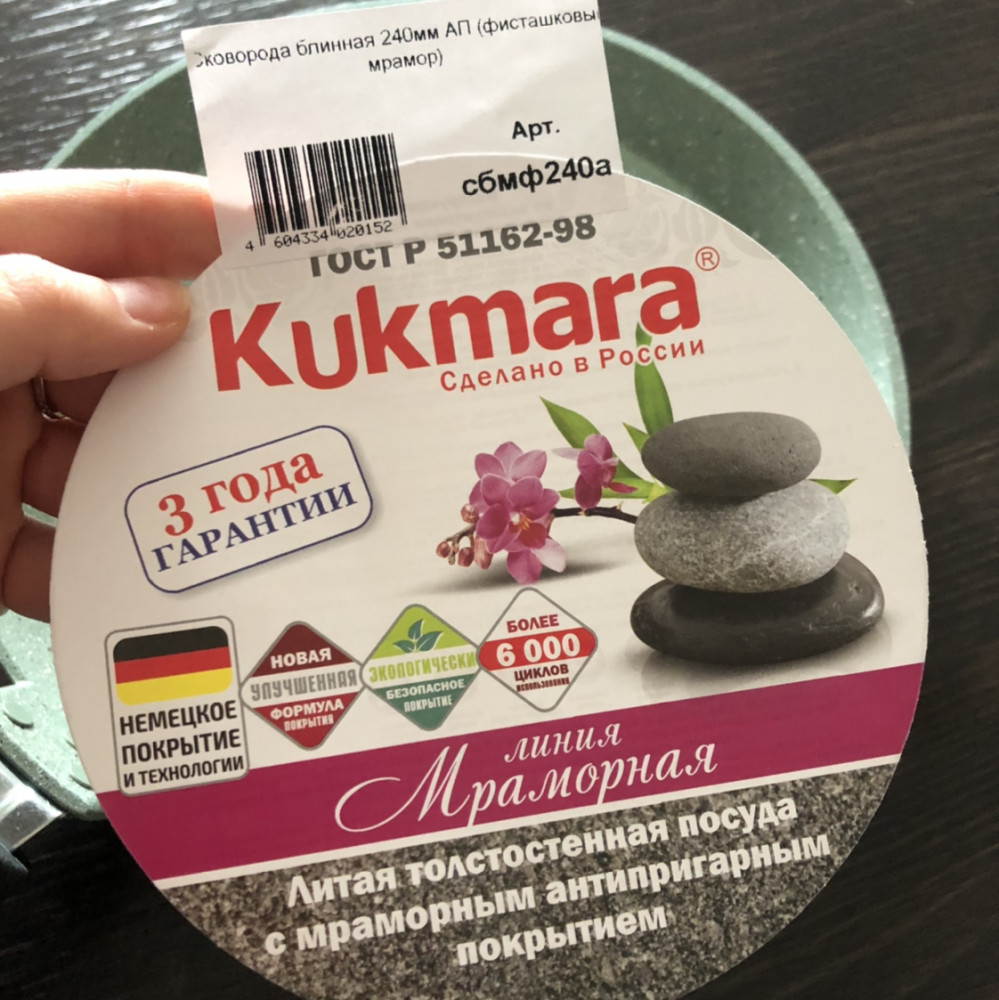 Сковорода блинная 240мм АП (фисташковы
мрамор)
Арт.
сбмф240а
4 604334 020152
ГОСТ Р 51162-98
Kukmara®
Сделано в России
3 года
ГАРАНТИИ
НЕМЕЦКОЕ
ПОКРЫТИЕ
И ТЕХНОЛОГИИ
НОВАЯ
УЛУЧШЕННАЯ
ФОРМУЛА
ПОКРЫТИЯ
ЭКОЛОГИЧЕСКИ
БЕЗОПАСНОЕ
ПОКРЫТИЕ
БОЛЕЕ
6 000
ЦИКЛОВ
использования
линия
Мраморная
Литая толстостенная посуда
с мраморным антипригарным
покрытием